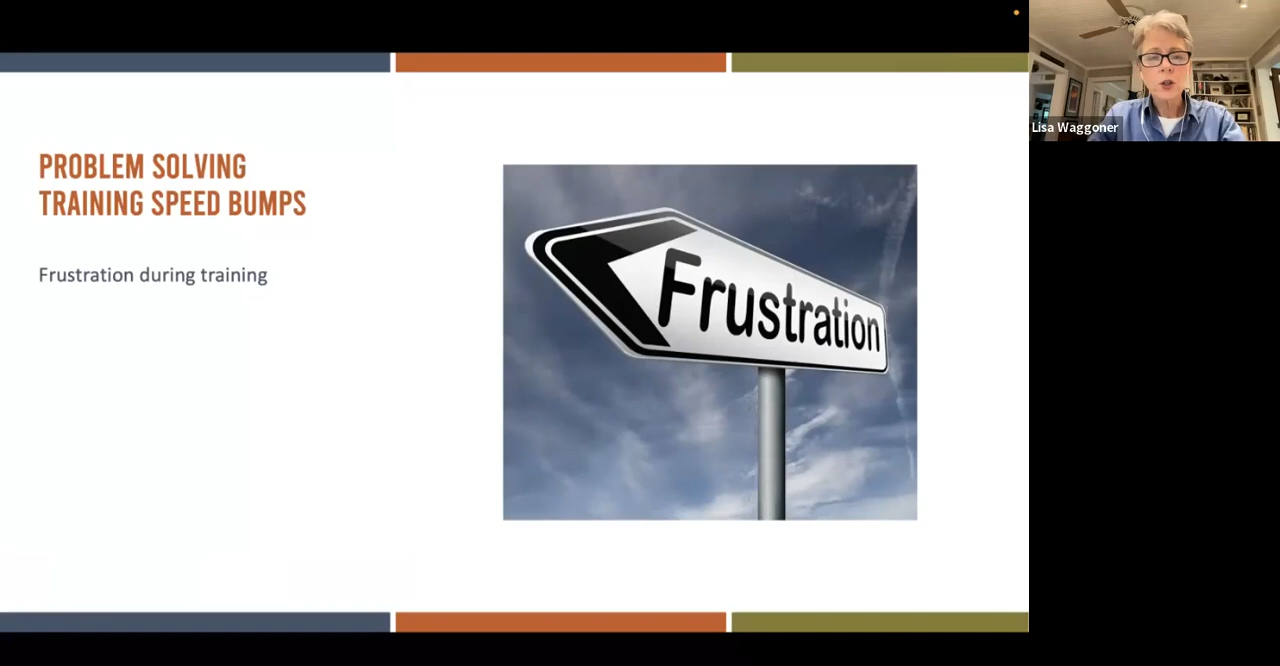 PROBLEM SOLVING
TRAINING SPEED BUMPS
Frustration during training
Frustration
Lisa Waggoner